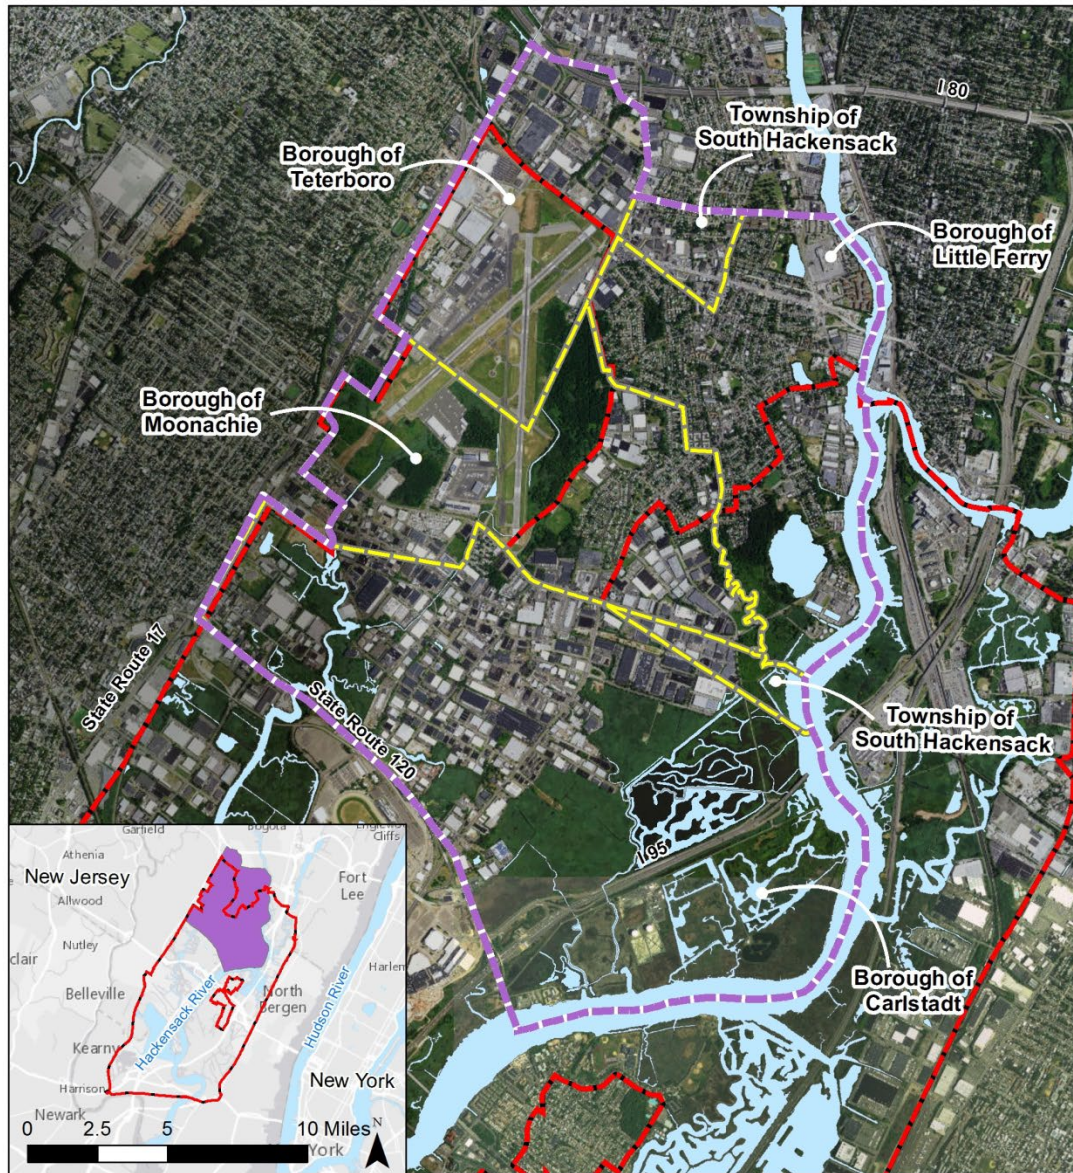 I 80
Township of
South Hackensack
Borough of
Teterboro
Borough of
Little Ferry
Borough of
Moonachie
State Route 17
State Route 120
Township of
South Hackensack
I 95
Borough of
Carlstadt
Garfield
Bogota
Englewood
Cliffs
Athenia
New Jersey
Fort
Lee
Allwood
Nutley
clair
Harlem
Belleville
North
Bergen
Hackensack River
Hudson River
Kearny
New York
Harrison
Newark
York
0 2.5 5 10 Miles
N